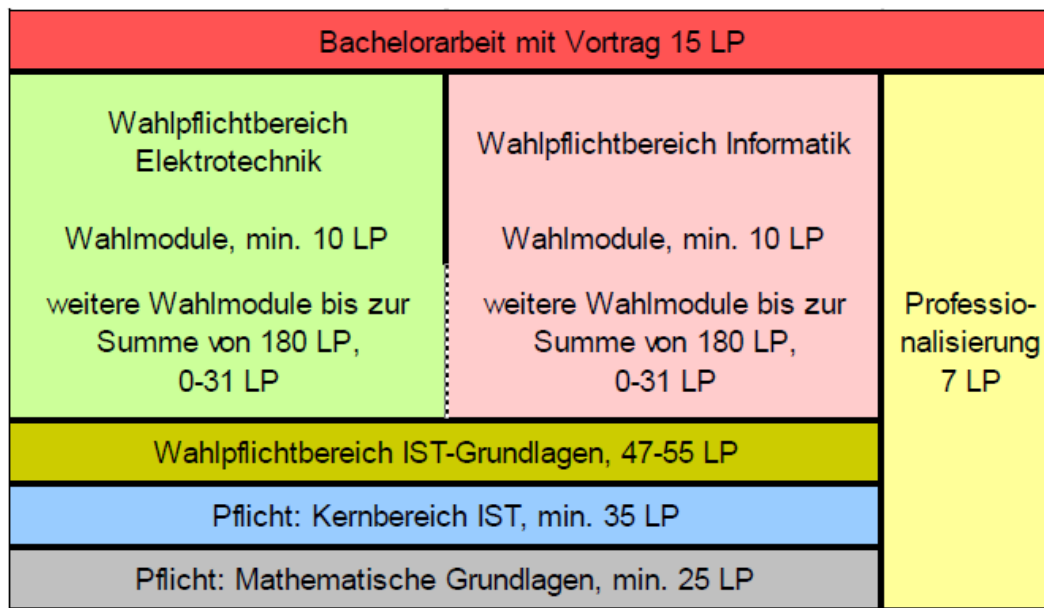 Bachelorarbeit mit Vortrag 15 LP
Wahlpflichtbereich
Elektrotechnik
Wahlmodule, min. 10 LP
weitere Wahlmodule bis zur
Summe von 180 LP,
0-31 LP
Wahlpflichtbereich Informatik
Wahlmodule, min. 10 LP
weitere Wahlmodule bis zur
Summe von 180 LP,
0-31 LP
Professio-
nalisierung
7 LP
Wahlpflichtbereich IST-Grundlagen, 47-55 LP
Pflicht: Kernbereich IST, min. 35 LP
Pflicht: Mathematische Grundlagen, min. 25 LP